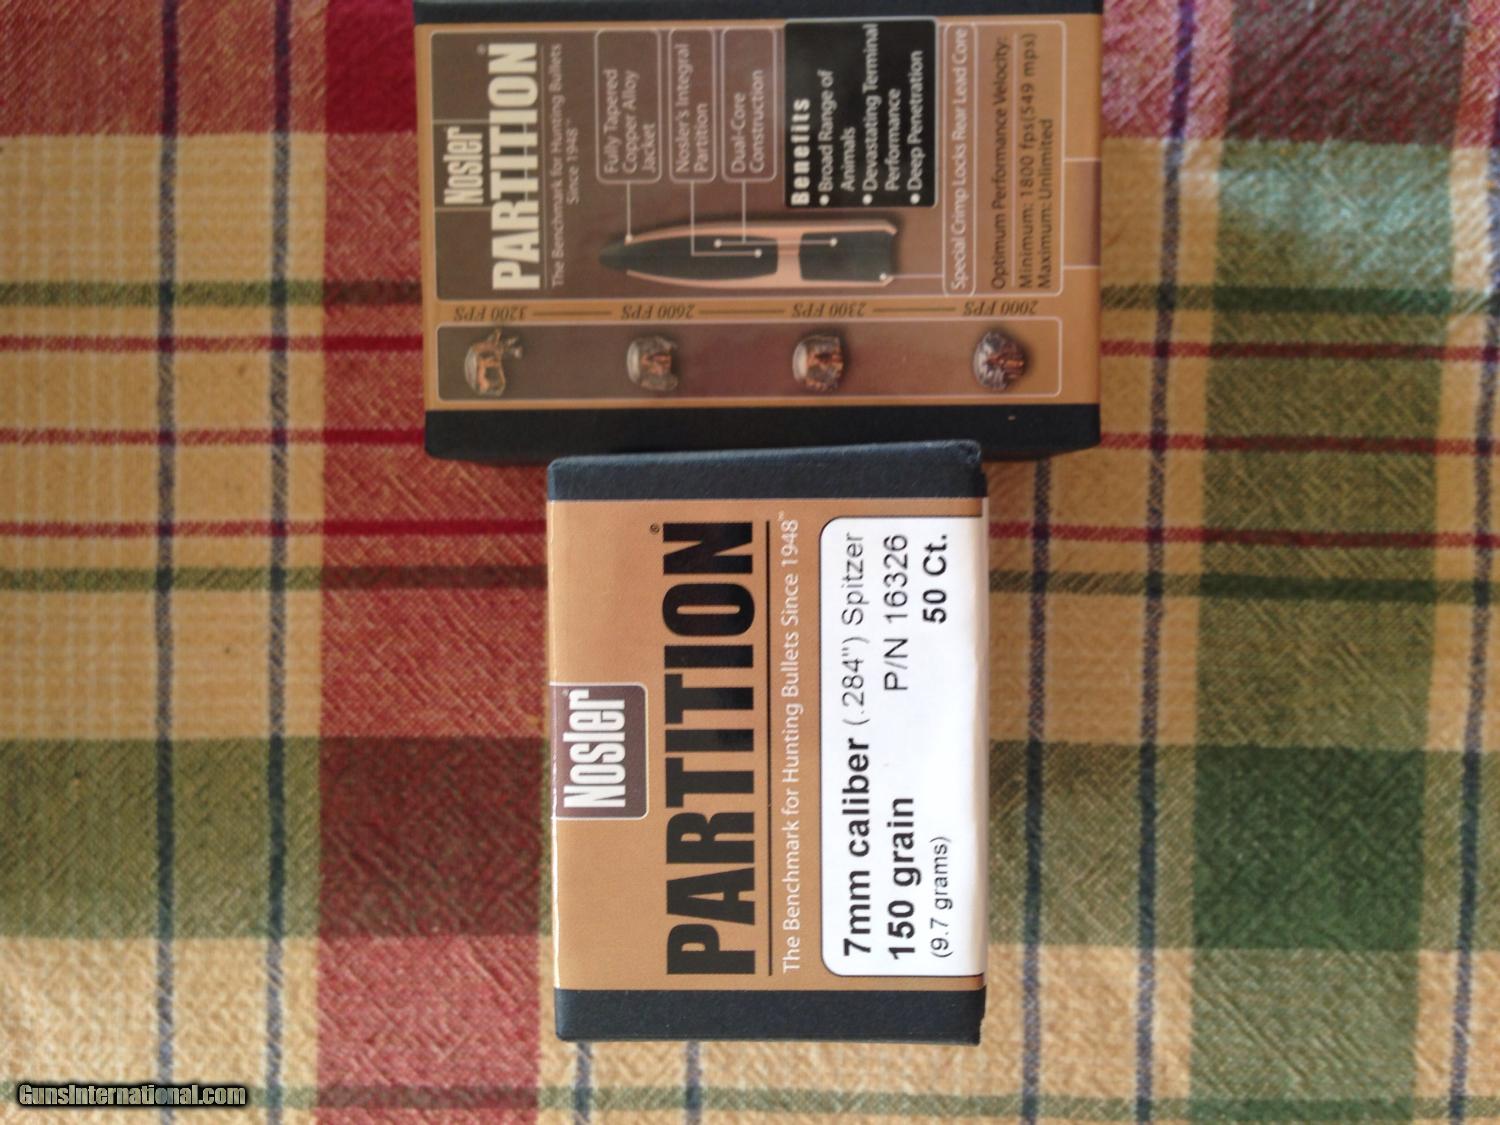 Nosler
PARTITION®
The Benchmark for Hunting Bullets
Since 1948™
Fully Tapered
Copper Alloy
Jacket
Nosler's Integral
Partition
Dual-Core
Construction
Benefits
• Broad Range of
Animals
• Devastating Terminal
Performance
• Deep Penetration
Special Crimp Locks Rear Lead Core
Optimum Performance Velocity:
Minimum: 1800 fps(549 mps)
Maximum: Unlimited
3200 FPS
2600 FPS
2300 FPS
2000 FPS
Nosler®
PARTITION®
The Benchmark for Hunting Bullets Since 1948™
7mm caliber (.284") Spitzer
150 grain P/N 16326
(9.7 grams) 50 Ct.
GunsInternational.com